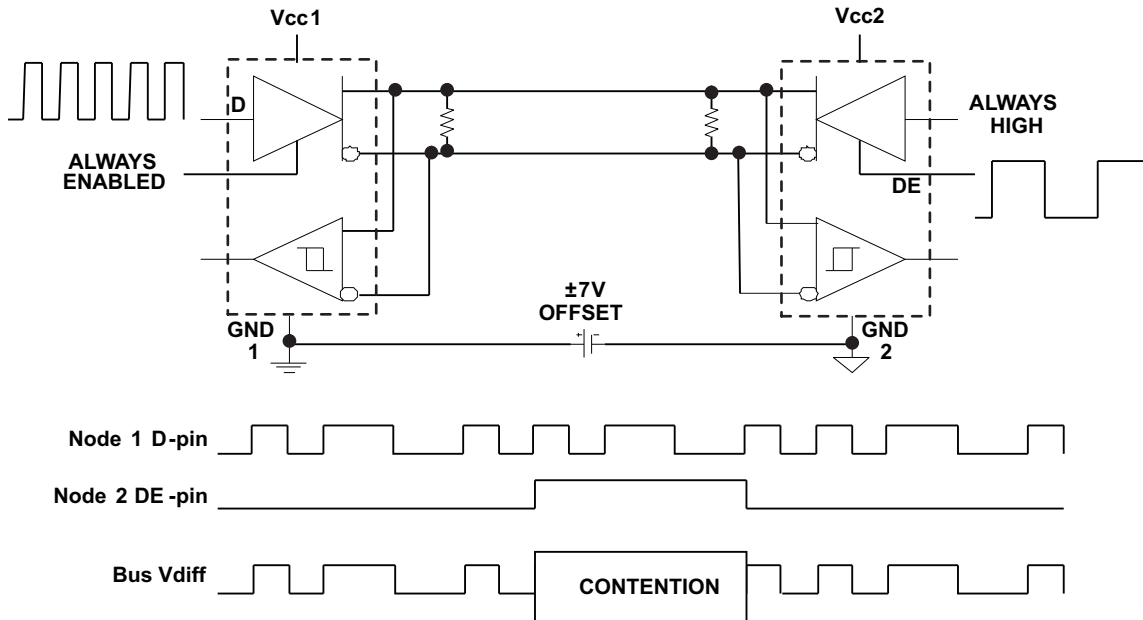 Vcc1
Vcc2
D
ALWAYS
ENABLED
ALWAYS
HIGH
DE
±7V
OFFSET
GND
1
GND
2
Node 1 D-pin
Node 2 DE-pin
Bus Vdiff
CONTENTION